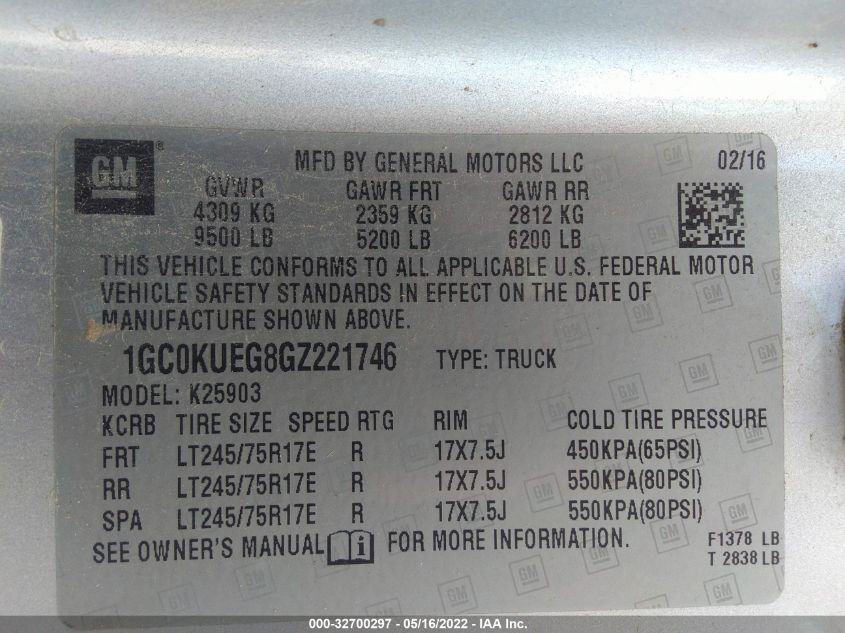 GM ® MFD BY GENERAL MOTORS LLC 02/16
GVWR GAWR FRT GAWR RR
4309 KG 2359 KG 2812 KG
9500 LB 5200 LB 6200 LB
THIS VEHICLE CONFORMS TO ALL APPLICABLE U.S. FEDERAL MOTOR
VEHICLE SAFETY STANDARDS IN EFFECT ON THE DATE OF
MANUFACTURE SHOWN ABOVE.
1GC0KUEG8GZ221746 TYPE: TRUCK
MODEL: K25903
KCRB TIRE SIZE SPEED RTG RIM COLD TIRE PRESSURE
FRT LT245/75R17E R 17X7.5J 450KPA(65PSI)
RR LT245/75R17E R 17X7.5J 550KPA(80PSI)
SPA LT245/75R17E R 17X7.5J 550KPA(80PSI)
SEE OWNER'S MANUAL FOR MORE INFORMATION.
F1378 LB
T 2838 LB
000-32700297 - 05/16/2022 - IAA Inc.